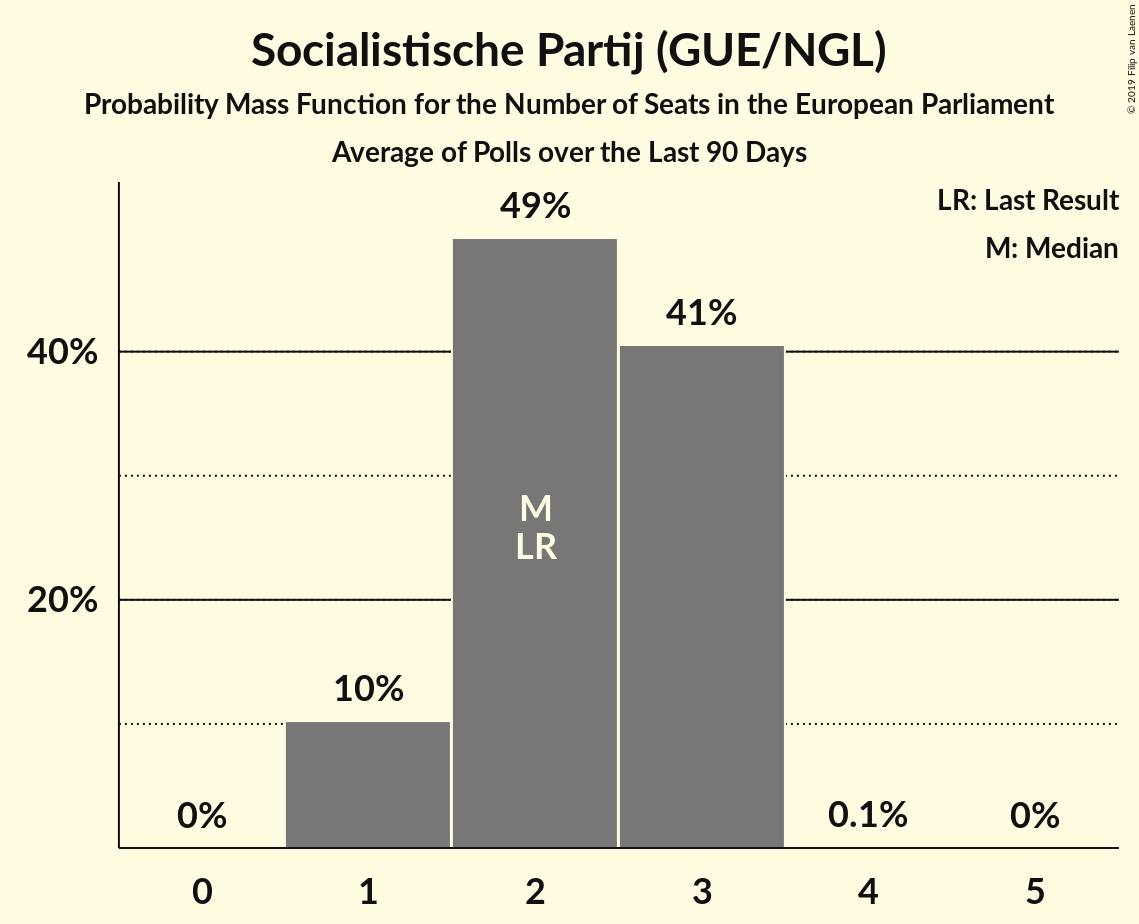 Socialistische Partij (GUE/NGL)
Probability Mass Function for the Number of Seats in the European Parliament
Average of Polls over the Last 90 Days
© 2019 Filip van Laenen
LR: Last Result
M: Median
49%
41%
40%
M
LR
20%
10%
0%
0.1%
0%
0 1 2 3 4 5